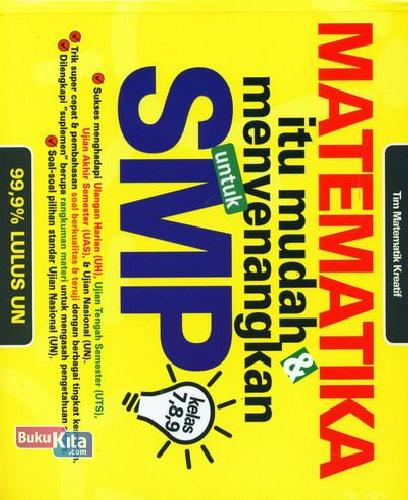 Tim Matematik Kreatif
MATEMATIKA
itu mudah &
menyenangkan
untuk
SMP
kelas
7,8,9
Sukses menghadapi Ulangan Harian (UH), Ujian Tengah Semester (UTS),
Ujian Akhir Semester (UAS), & Ujian Nasional (UN).
Trik super cepat & pembahasan soal berkualitas & teruji dengan berbagai tingkat
Dilengkapi "suplemen" berupa rangkuman materi untuk mengasah pengetahuan
Soal-soal pilihan standar Ujian Nasional (UN).
99,9% LULUS UN
BukuKita
.com